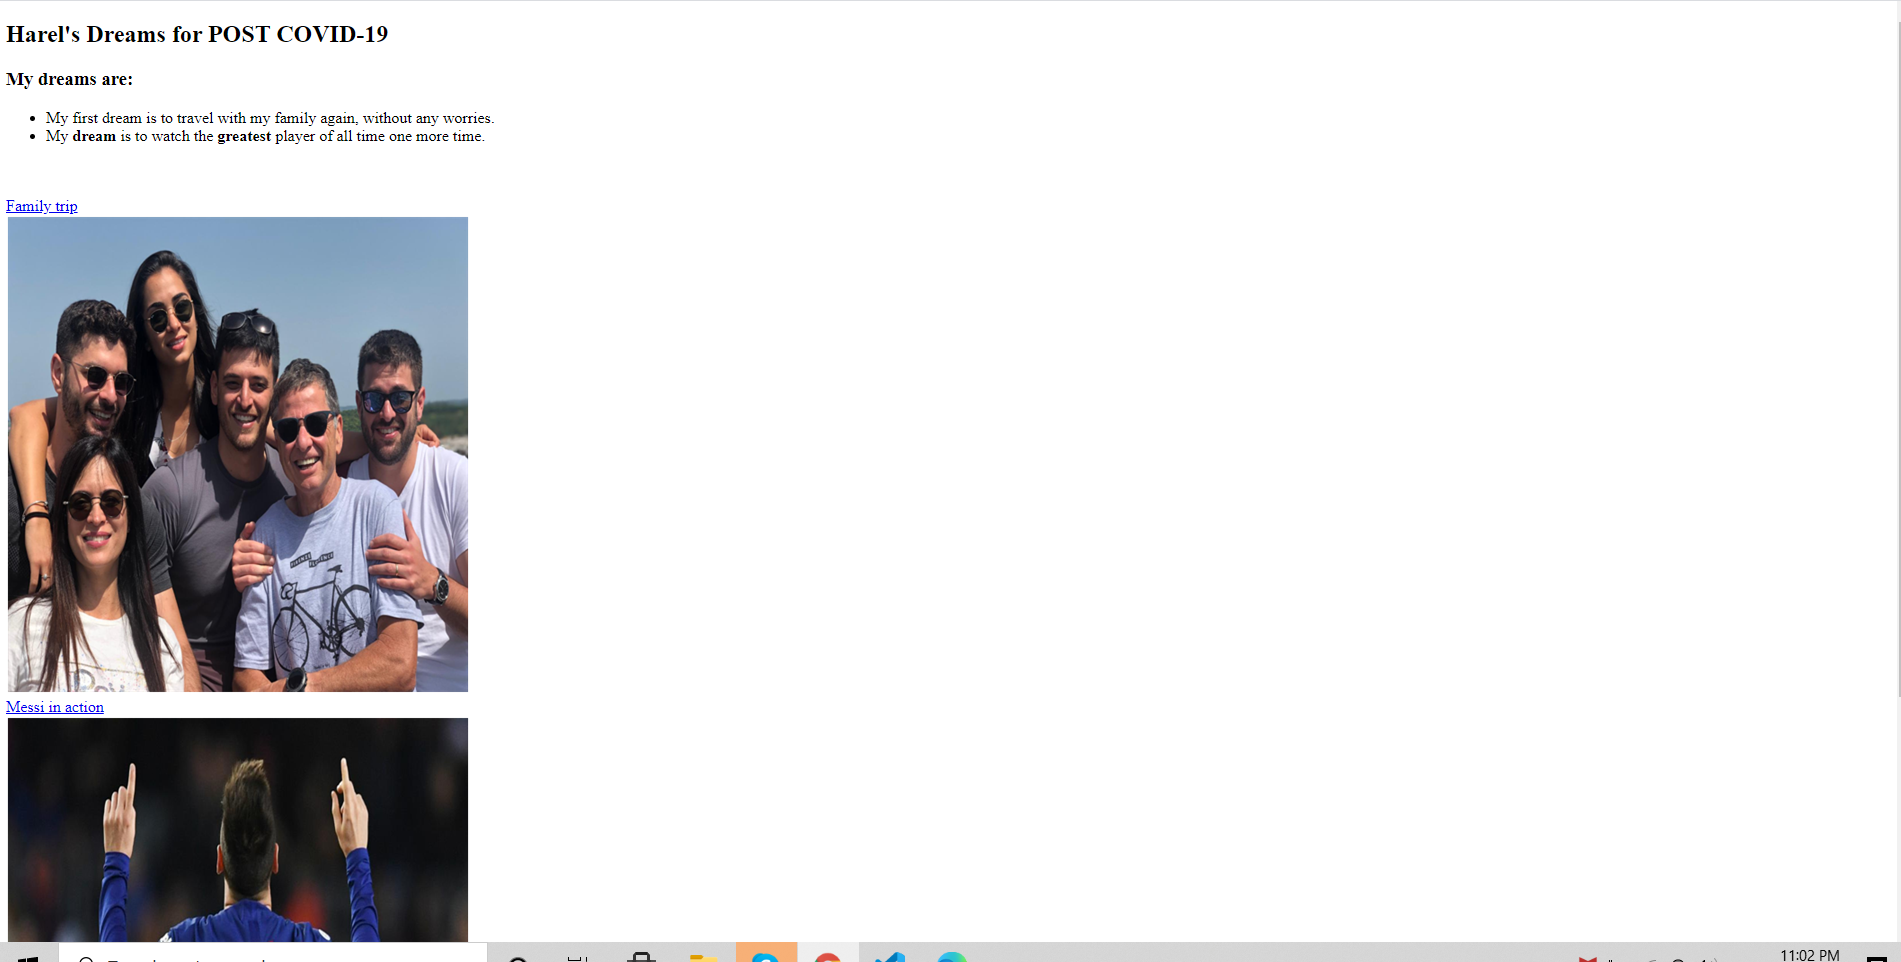 Harel's Dreams for POST COVID-19
My dreams are:
My first dream is to travel with my family again, without any worries.
My dream is to watch the greatest player of all time one more time.
Family trip
Messi in action
11:02 PM